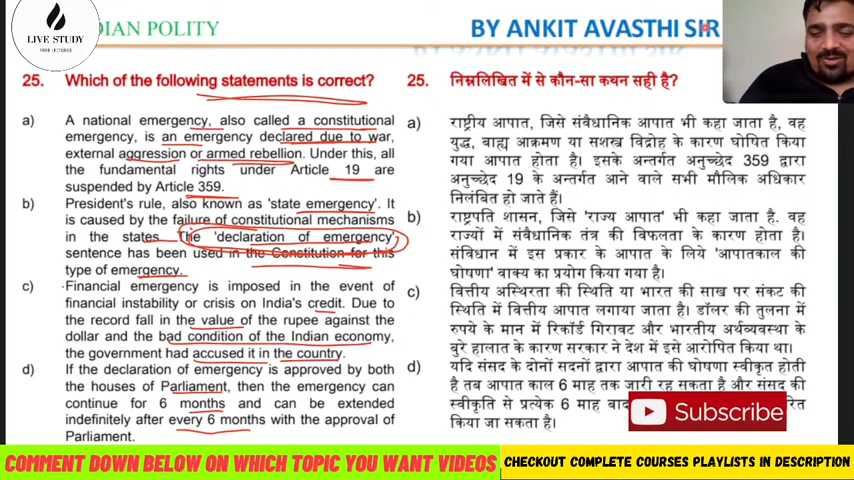 LIVE STUDY
FREE LECTURES
DIAN POLITY
BY ANKIT AVASTHI SIR
25. Which of the following statements is correct?
a) A national emergency, also called a constitutional
emergency, is an emergency declared due to war,
external aggression or armed rebellion. Under this, all
the fundamental rights under Article 19 are
suspended by Article 359.
b) President's rule, also known as 'state emergency'. It
is caused by the failure of constitutional mechanisms
in the states. The 'declaration of emergency'
sentence has been used in the Constitution for this
type of emergency.
c) Financial emergency is imposed in the event of
financial instability or crisis on India's credit. Due to
the record fall in the value of the rupee against the
dollar and the bad condition of the Indian economy,
the government had accused it in the country.
d) If the declaration of emergency is approved by both
the houses of Parliament, then the emergency can
continue for 6 months and can be extended
indefinitely after every 6 months with the approval of
Parliament.
25. निम्नलिखित में से कौन-सा कथन सही है?
a) राष्ट्रीय आपात, जिसे संवैधानिक आपात भी कहा जाता है, वह
युद्ध, बाह्य आक्रमण या सशस्त्र विद्रोह के कारण घोषित किया
गया आपात होता है। इसके अन्तर्गत अनुच्छेद 359 द्वारा
अनुच्छेद 19 के अन्तर्गत आने वाले सभी मौलिक अधिकार
निलंबित हो जाते हैं।
b) राष्ट्रपति शासन, जिसे 'राज्य आपात' भी कहा जाता है. वह
राज्यों में संवैधानिक तंत्र की विफलता के कारण होता है।
संविधान में इस प्रकार के आपात के लिये 'आपातकाल की
घोषणा' वाक्य का प्रयोग किया गया है।
c) वित्तीय अस्थिरता की स्थिति या भारत की साख पर संकट की
स्थिति में वित्तीय आपात लगाया जाता है। डॉलर की तुलना में
रुपये के मान में रिकॉर्ड गिरावट और भारतीय अर्थव्यवस्था के
बुरे हालात के कारण सरकार ने देश में इसे आरोपित किया था।
d) यदि संसद के दोनों सदनों द्वारा आपात की घोषणा स्वीकृत होती
है तब आपात काल 6 माह तक जारी रह सकता है और संसद की
स्वीकृति से प्रत्येक 6 माह बाद रित
किया जा सकता है।
Subscribe
COMMENT DOWN BELOW ON WHICH TOPIC YOU WANT VIDEOS
CHECKOUT COMPLETE COURSES PLAYLISTS IN DESCRIPTION